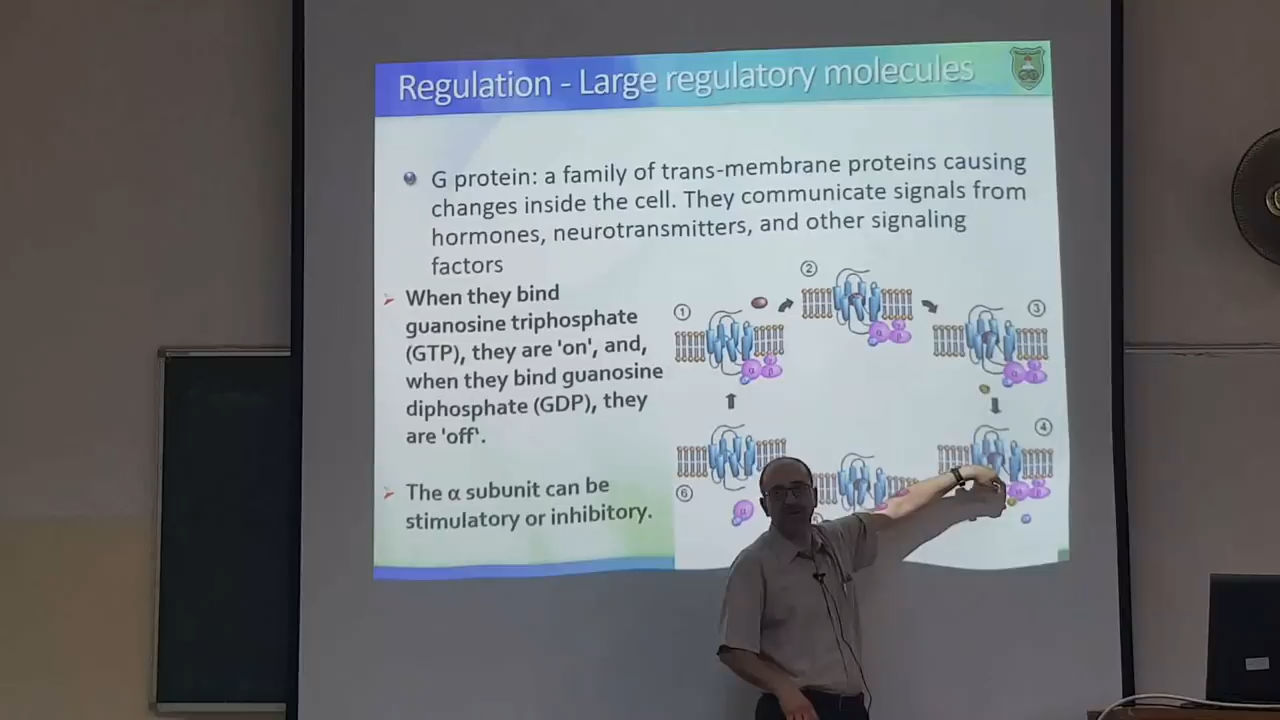 Regulation - Large regulatory molecules
G protein: a family of trans-membrane proteins causing
changes inside the cell. They communicate signals from
hormones, neurotransmitters, and other signaling
factors
When they bind
guanosine triphosphate
(GTP), they are 'on', and,
when they bind guanosine
diphosphate (GDP), they
are 'off'.
The α subunit can be
stimulatory or inhibitory.
1
2
3
4
6